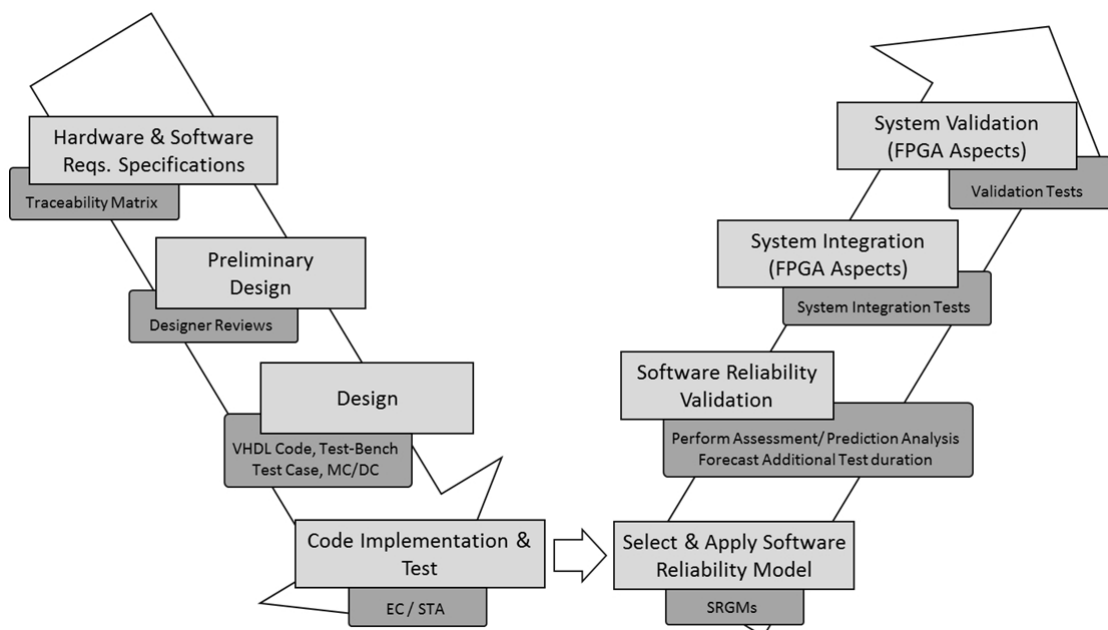 Hardware & Software
Reqs. Specifications
Traceability Matrix
Preliminary
Design
Designer Reviews
Design
VHDL Code, Test-Bench
Test Case, MC/DC
Code Implementation &
Test
EC / STA
Select & Apply Software
Reliability Model
SRGMs
Software Reliability
Validation
Perform Assessment/ Prediction Analysis
Forecast Additional Test duration
System Integration
(FPGA Aspects)
System Integration Tests
System Validation
(FPGA Aspects)
Validation Tests